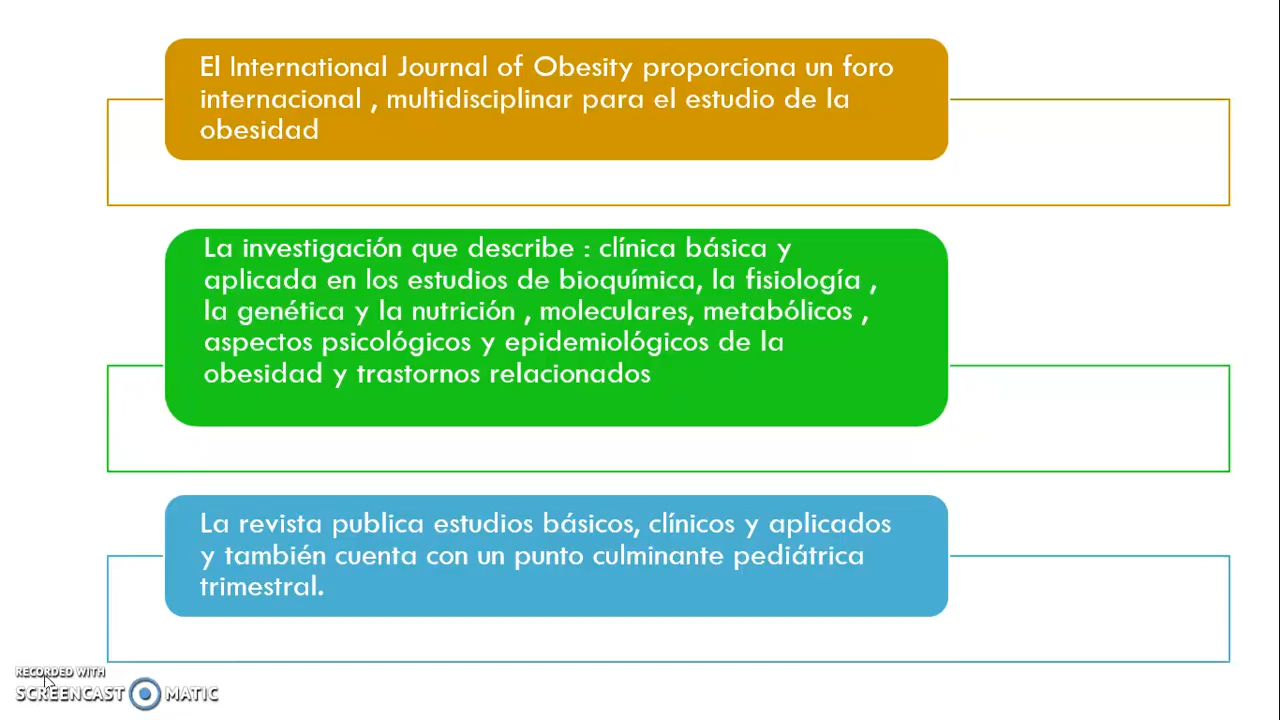 El International Journal of Obesity proporciona un foro
internacional , multidisciplinar para el estudio de la
obesidad
La investigación que describe : clínica básica y
aplicada en los estudios de bioquímica, la fisiología ,
la genética y la nutrición , moleculares, metabólicos ,
aspectos psicológicos y epidemiológicos de la
obesidad y trastornos relacionados
La revista publica estudios básicos, clínicos y aplicados
y también cuenta con un punto culminante pediátrica
trimestral.
RECORDED WITH
SCREENCAST MATIC